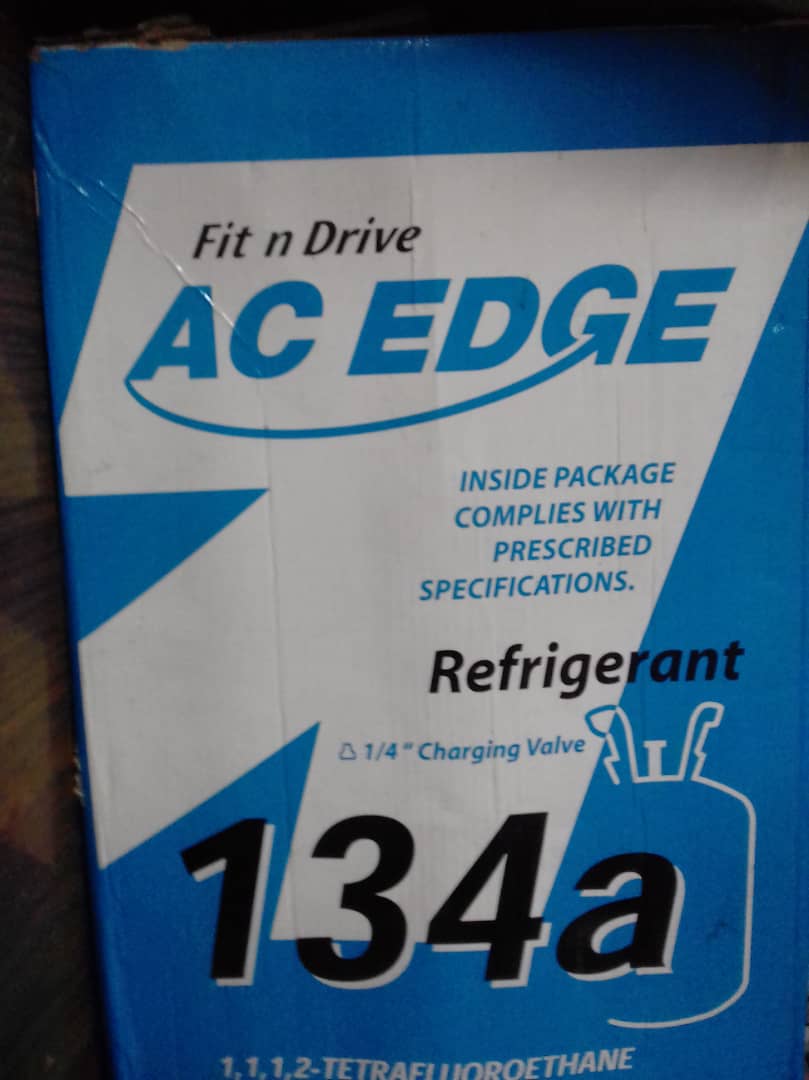 Fit n Drive
AC EDGE
INSIDE PACKAGE
COMPLIES WITH
PRESCRIBED
SPECIFICATIONS.
Refrigerant
1/4" Charging Valve
134a
1,1,1,2-TETRAFLUOROETHANE